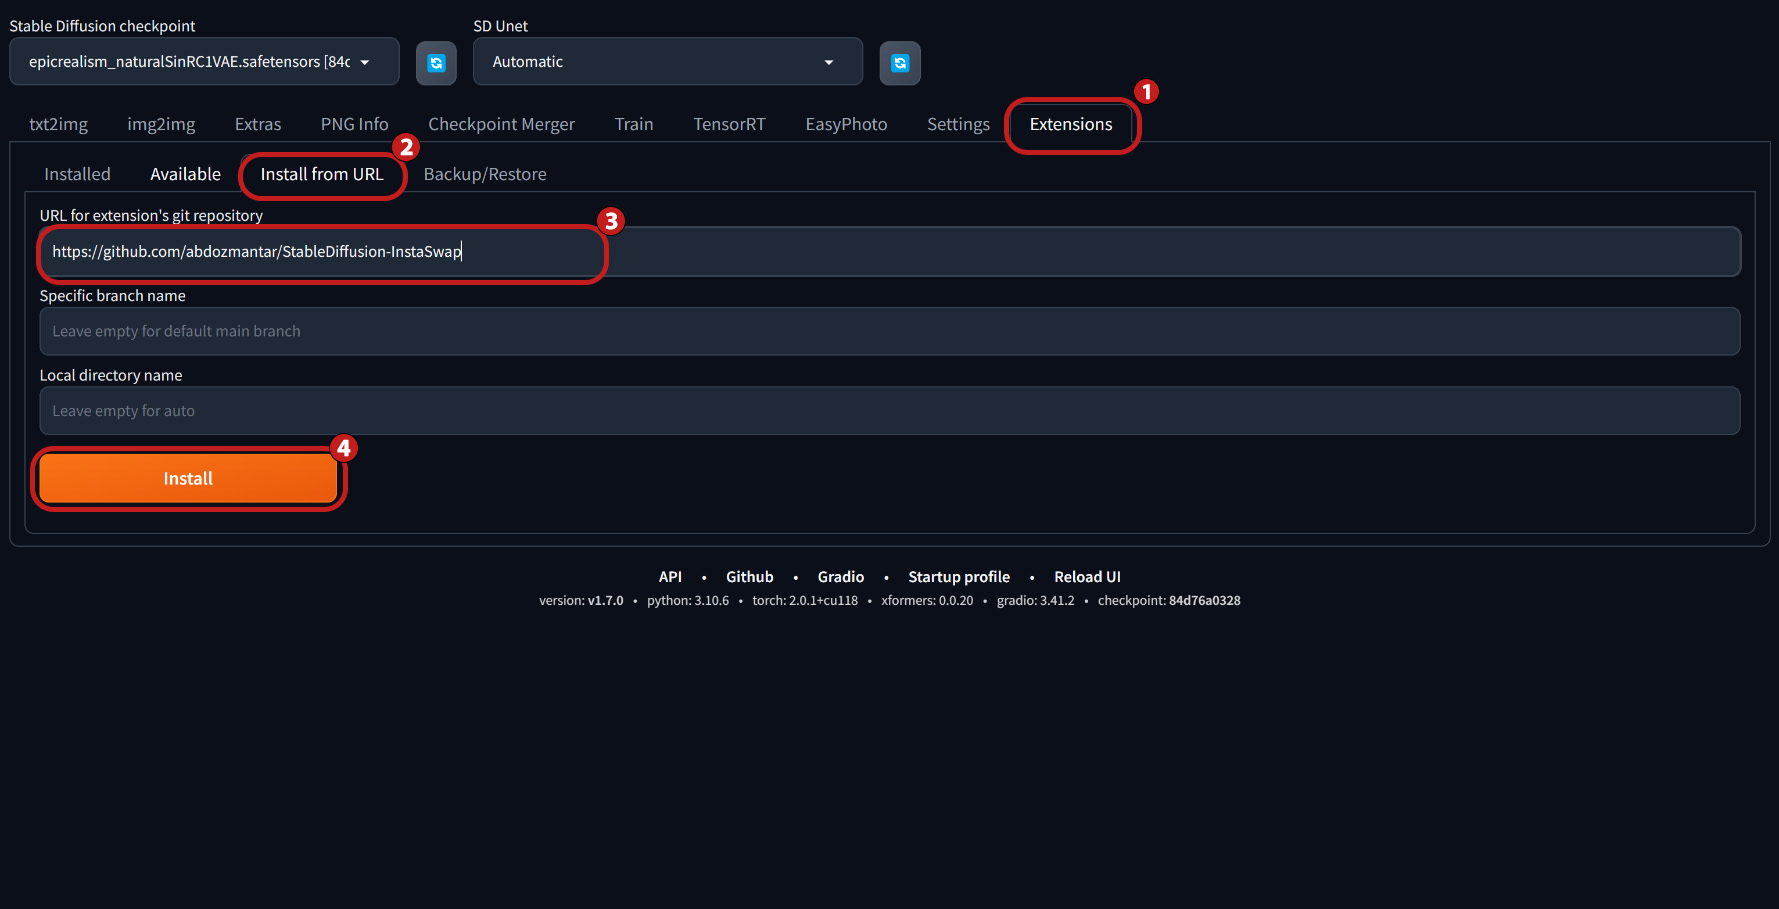 Stable Diffusion checkpoint
SD Unet
epicrealism_naturalSinRC1VAE.safetensors [84c
Automatic
1
txt2img img2img Extras PNG Info Checkpoint Merger Train TensorRT EasyPhoto Settings Extensions
2
Installed Available Install from URL Backup/Restore
URL for extension's git repository
3
https://github.com/abdozmantar/StableDiffusion-InstaSwap
Specific branch name
Leave empty for default main branch
Local directory name
Leave empty for auto
4
Install
API • Github • Gradio • Startup profile • Reload UI
version: v1.7.0 • python: 3.10.6 • torch: 2.0.1+cu118 • xformers: 0.0.20 • gradio: 3.41.2 • checkpoint: 84d76a0328